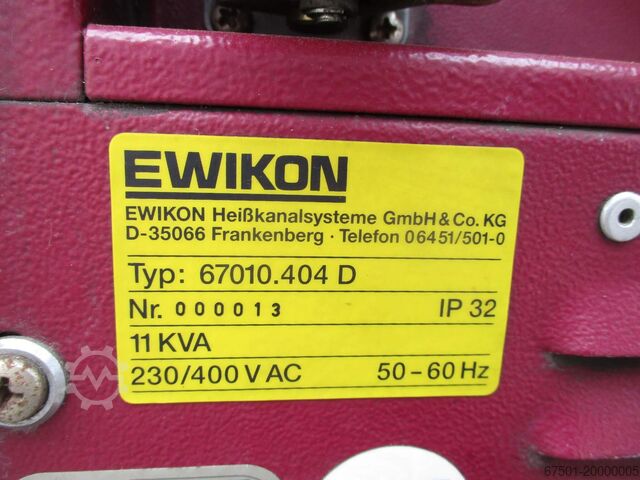 EWIKON
EWIKON Heißkanalsysteme GmbH & Co. KG
D-35066 Frankenberg · Telefon 06451/501-0
Typ: 67010.404 D
Nr. 000013 IP 32
11 KVA
230/400 V AC 50 - 60 Hz
67501-20000005